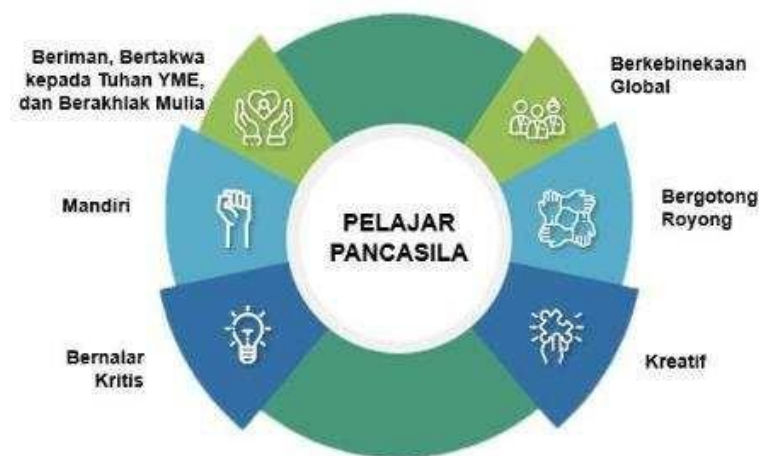 Beriman, Bertakwa
kepada Tuhan YME,
dan Berakhlak Mulia
Berkebinekaan
Global
Mandiri
PELAJAR
PANCASILA
Bergotong
Royong
Bernalar
Kritis
Kreatif